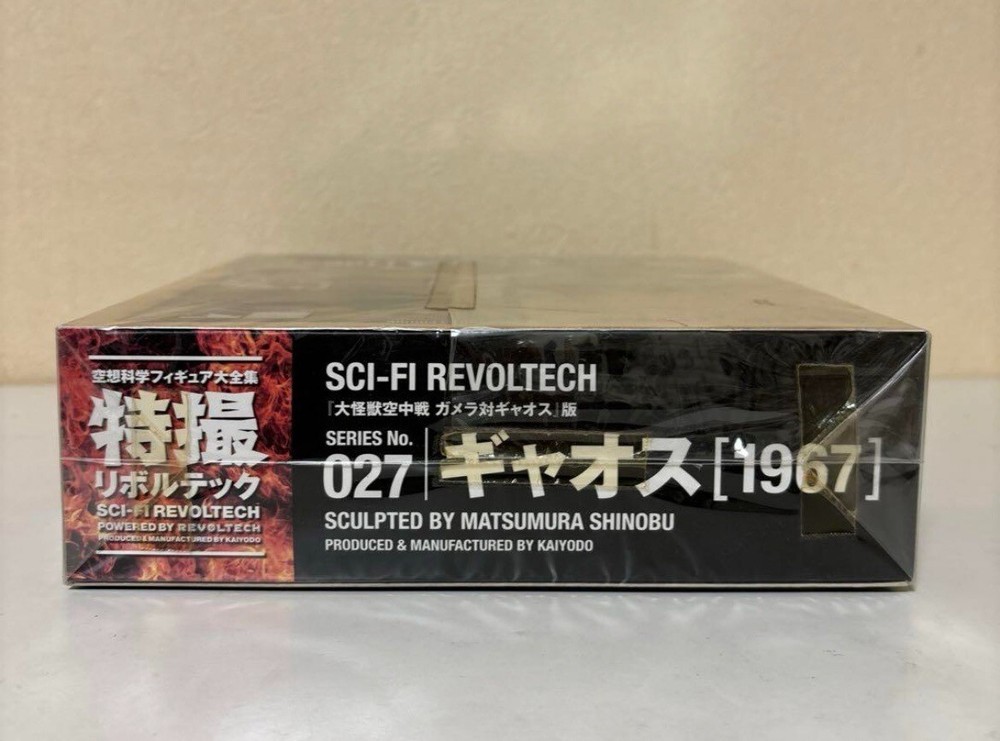 空想科学フィギュア大全集
特撮
リボルテック
SCI-FI REVOLTECH
POWERED BY REVOLTECH
PRODUCED & MANUFACTURED BY KAIYODO
SCI-FI REVOLTECH
『大怪獣空中戦 ガメラ対ギャオス』版
SERIES No.
027
ギャオス[1967]
SCULPTED BY MATSUMURA SHINOBU
PRODUCED & MANUFACTURED BY KAIYODO